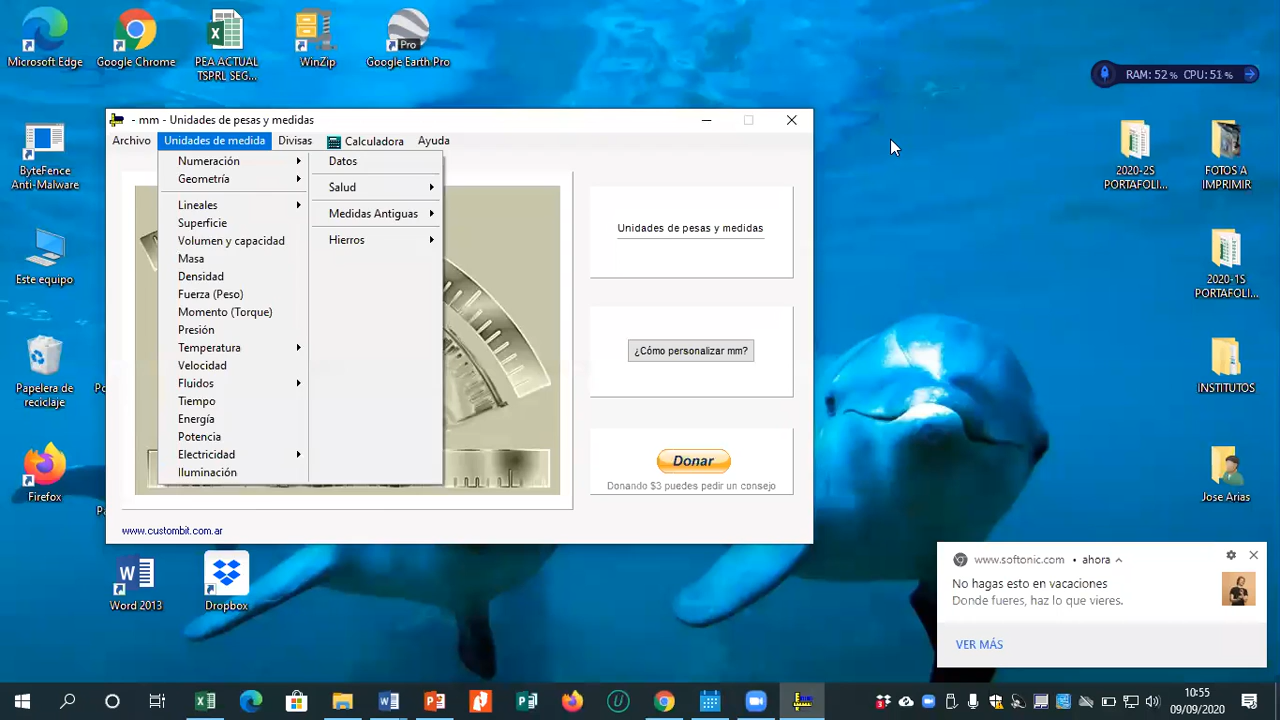 Microsoft Edge
Google Chrome
PEA ACTUAL
TSPRL SEG...
WinZip
Pro
Google Earth Pro
RAM: 52 % CPU: 51 %
- mm - Unidades de pesas y medidas
Archivo Unidades de medida Divisas Calculadora Ayuda
Numeración
Geometría
Lineales
Superficie
Volumen y capacidad
Masa
Densidad
Fuerza (Peso)
Momento (Torque)
Presión
Temperatura
Velocidad
Fluidos
Tiempo
Energía
Potencia
Electricidad
Iluminación
Datos
Salud
Medidas Antiguas
Hierros
Unidades de pesas y medidas
¿Cómo personalizar mm?
Donar
Donando $3 puedes pedir un consejo
www.custombit.com.ar
ByteFence
Anti-Malware
Este equipo
Papelera de
reciclaje
Firefox
Word 2013
Dropbox
2020-2S
PORTAFOLI...
FOTOS A
IMPRIMIR
2020-1S
PORTAFOLI...
INSTITUTOS
Jose Arias
www.softonic.com • ahora
No hagas esto en vacaciones
Donde fueres, haz lo que vieres.
VER MÁS
10:55
09/09/2020